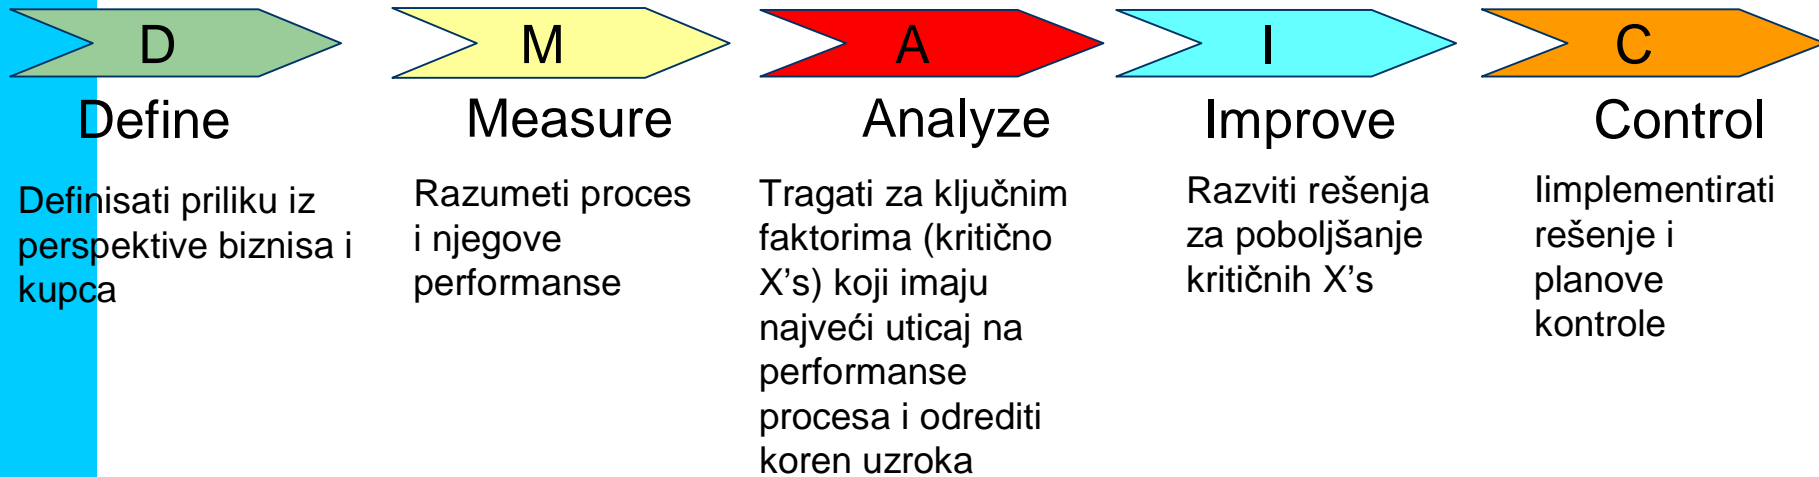 D
Define
Definisati priliku iz
perspektive biznisa i
kupca
M
Measure
Razumeti proces
i njegove
performanse
A
Analyze
Tragati za ključnim
faktorima (kritično
X’s) koji imaju
najveći uticaj na
performanse
procesa i odrediti
koren uzroka
I
Improve
Razviti rešenja
za poboljšanje
kritičnih X’s
C
Control
Iimplementirati
rešenje i
planove
kontrole